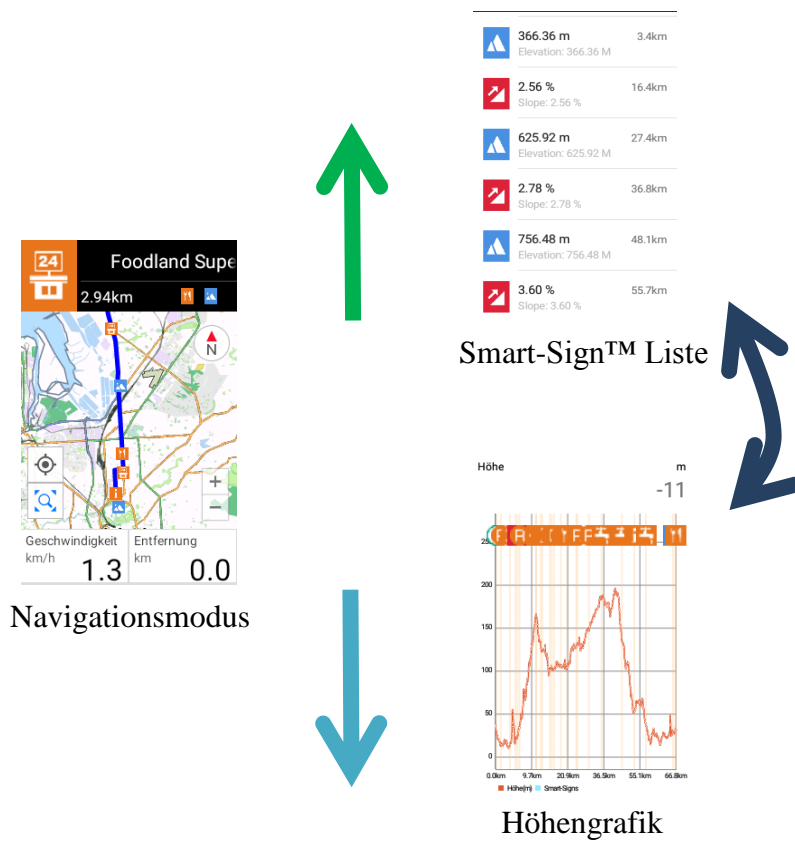 366.36 m 3.4km
Elevation: 366.36 M
2.56 % 16.4km
Slope: 2.56 %
625.92 m 27.4km
Elevation: 625.92 M
2.78 % 36.8km
Slope: 2.78 %
756.48 m 48.1km
Elevation: 756.48 M
3.60 % 55.7km
Slope: 3.60 %
Smart-Sign™ Liste
24
Foodland Supe
2.94km
N
+
−
Geschwindigkeit Entfernung
km/h km
1.3 0.0
Navigationsmodus
Höhe m
-11
200
150
100
50
0
0.0km 9.7km 20.9km 36.5km 55.1km 66.8km
Höhe(m) Smart-Signs
Höhengrafik